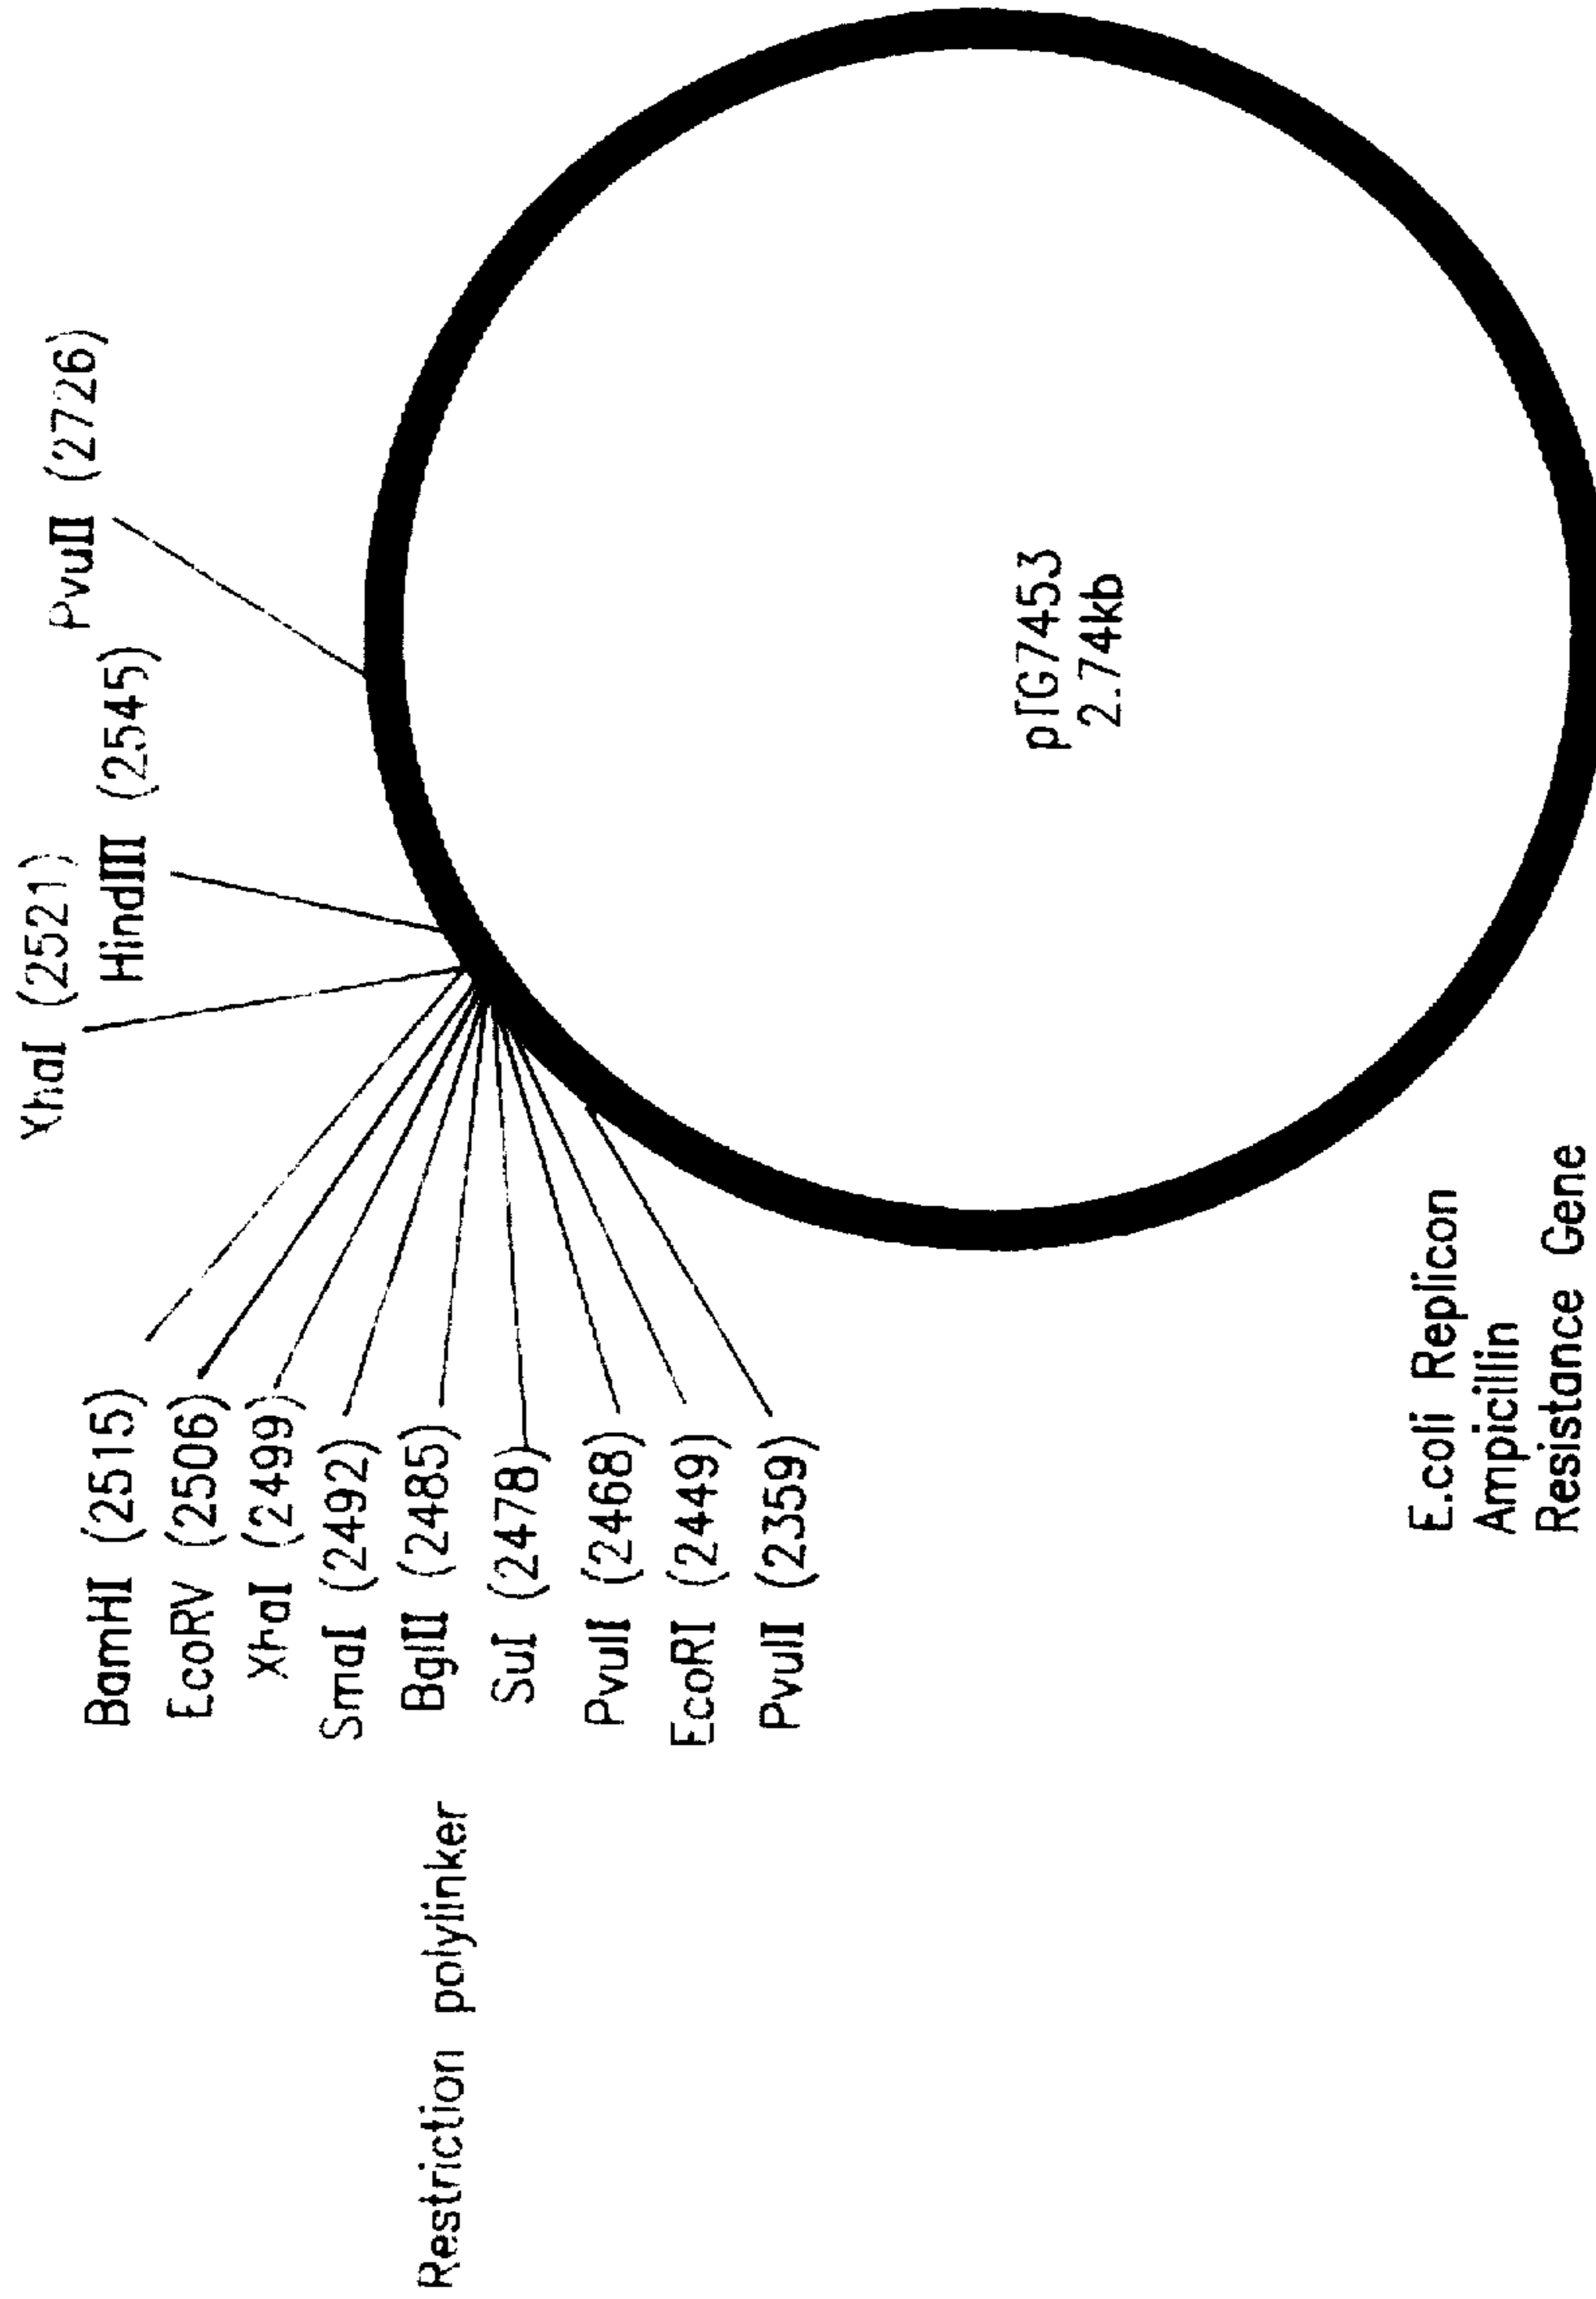 XhaI (2521)
HindIII (2545)
PvuII (2726)
BamHI (2515)
EcoRV (2506)
XhaI (2499)
SmaI (2492)
BglII (2485)
SuI (2478)
PvuII (2468)
EcoRI (2449)
PvuII (2359)
Restriction polylinker
pTG7453
2.74kb
E.coli Replicon
Ampicillin
Resistance Gene